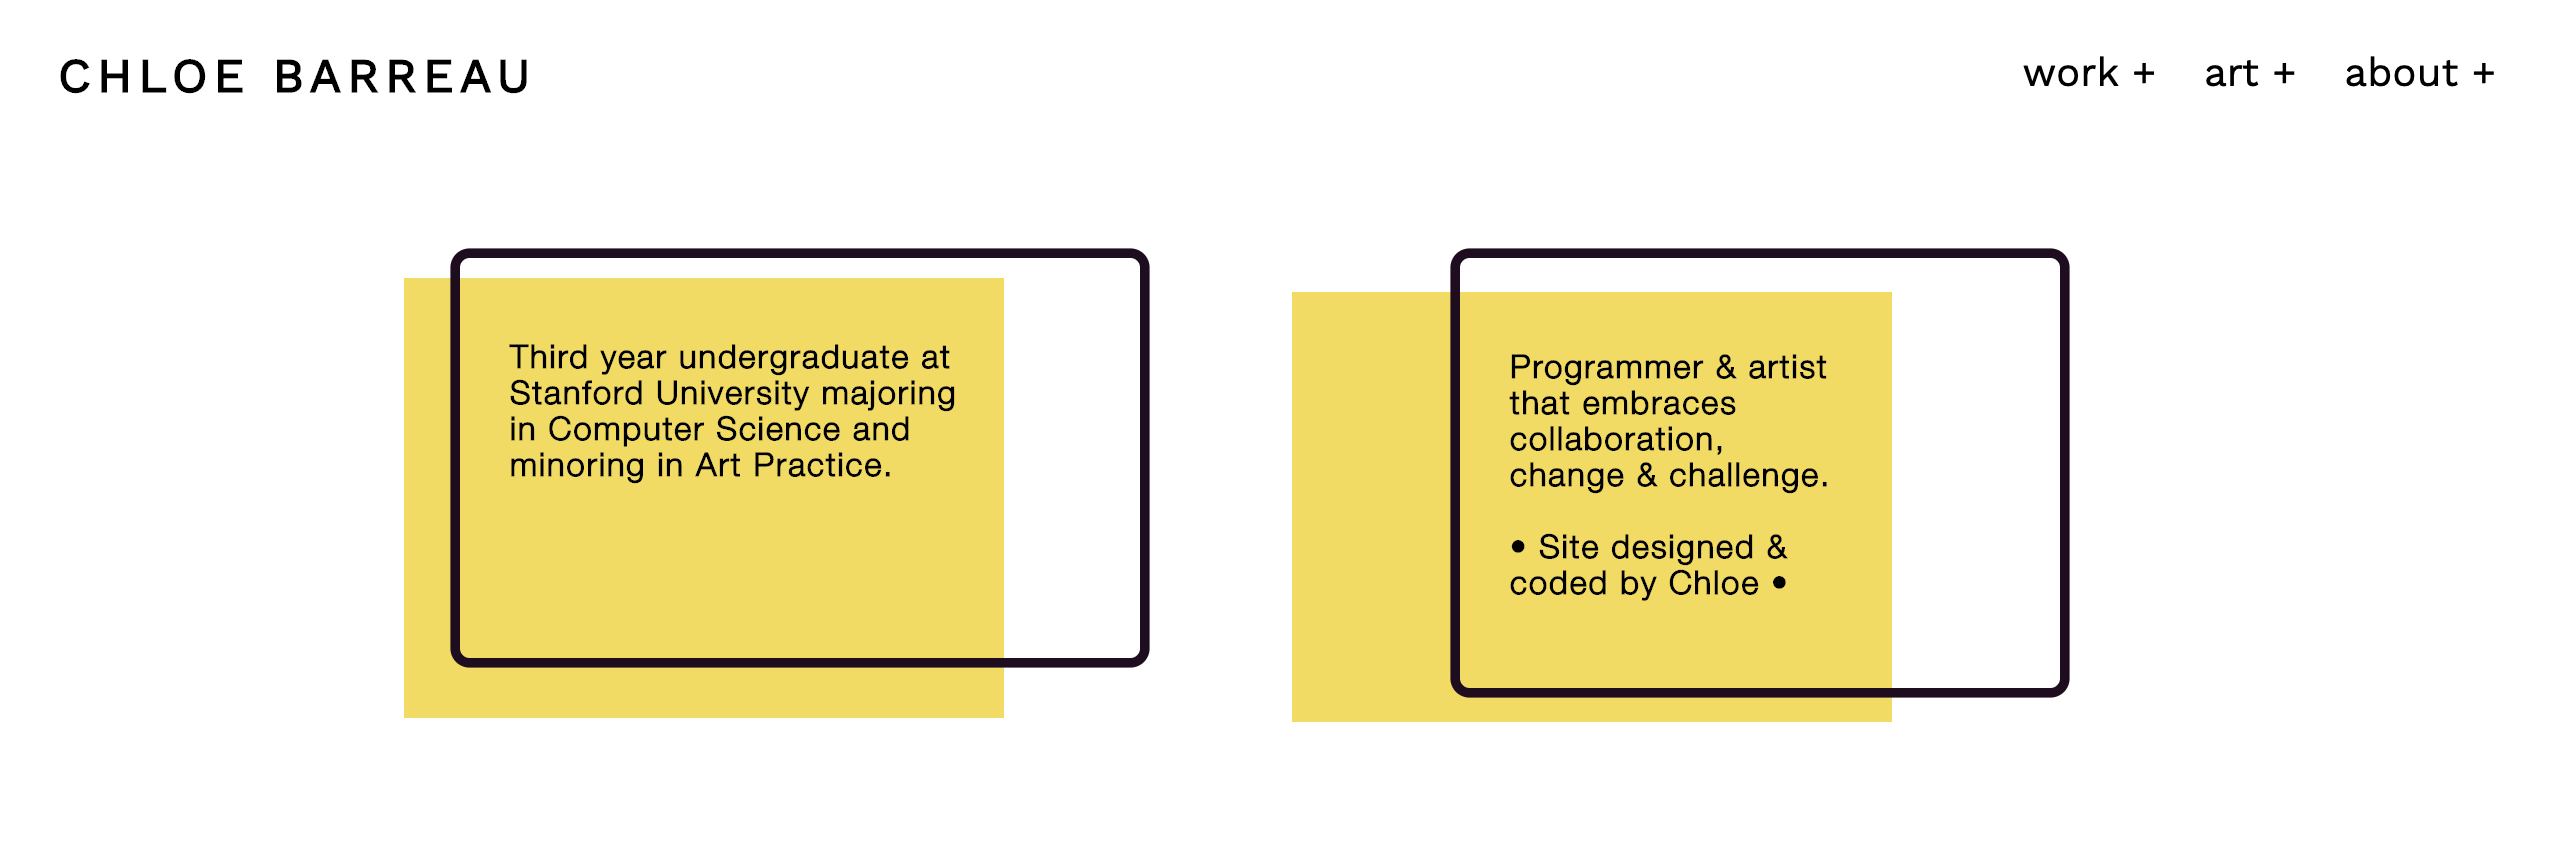 CHLOE BARREAU
work + art + about +
Third year undergraduate at
Stanford University majoring
in Computer Science and
minoring in Art Practice.
Programmer & artist
that embraces
collaboration,
change & challenge.
• Site designed &
coded by Chloe •